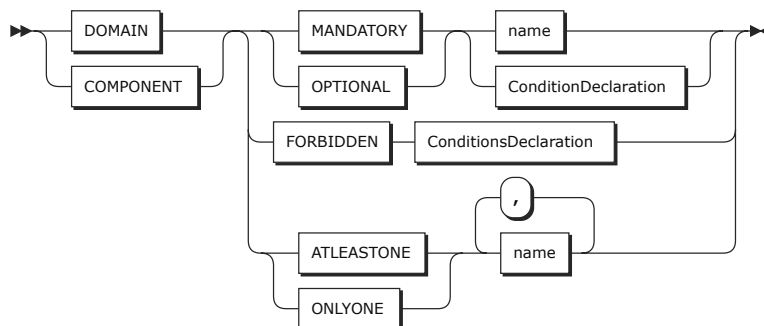 DOMAIN MANDATORY name
COMPONENT OPTIONAL ConditionDeclaration
FORBIDDEN ConditionsDeclaration
,
ATLEASTONE name
ONLYONE